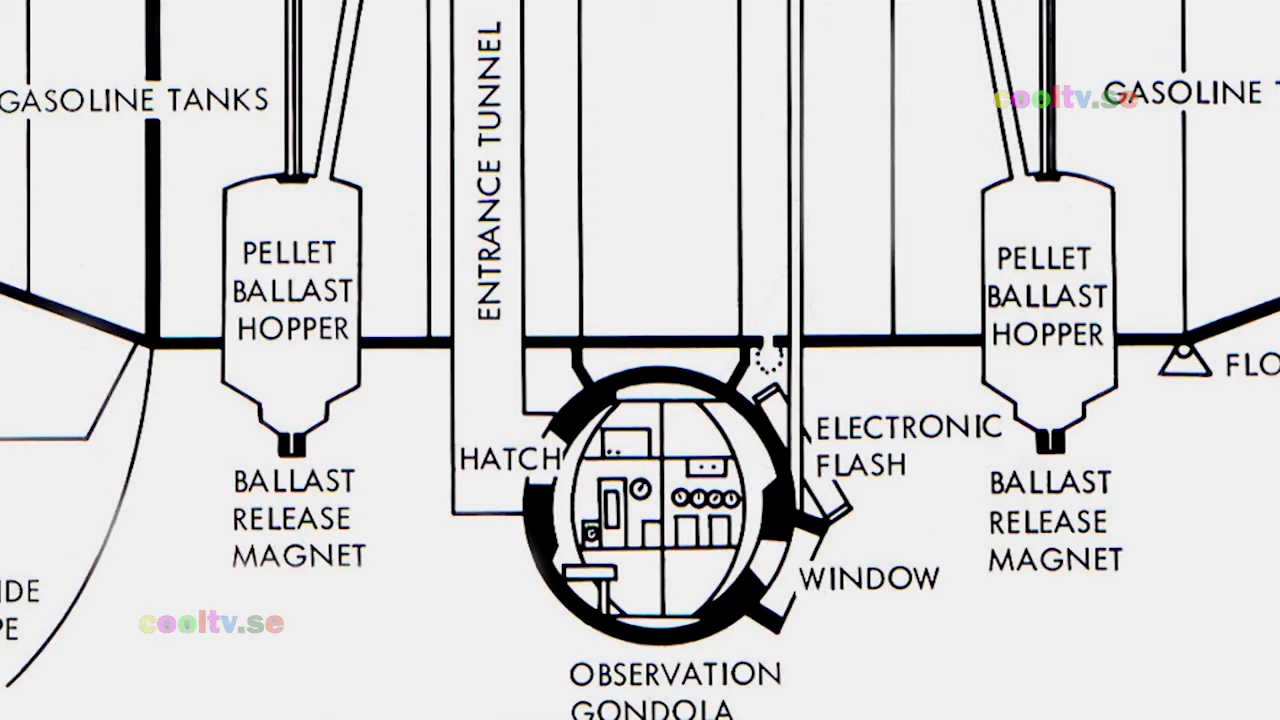 GASOLINE TANKS
ENTRANCE TUNNEL
cooltv.se
GASOLINE
PELLET
BALLAST
HOPPER
PELLET
BALLAST
HOPPER
HATCH
ELECTRONIC
FLASH
BALLAST
RELEASE
MAGNET
BALLAST
RELEASE
MAGNET
WINDOW
cooltv.se
OBSERVATION
GONDOLA